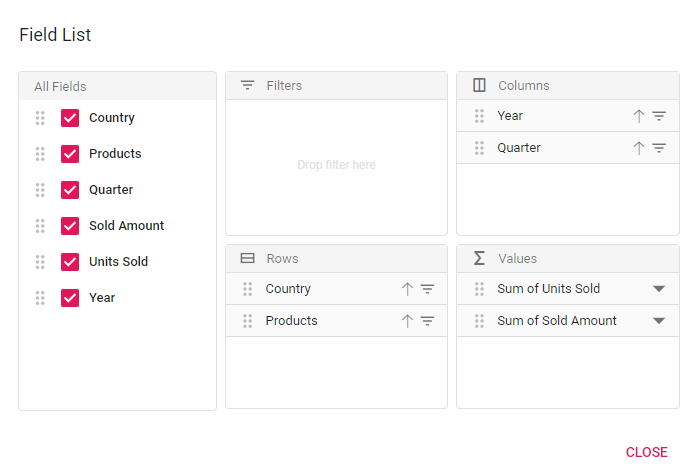 Field List
All Fields
Country
Products
Quarter
Sold Amount
Units Sold
Year
Filters
Drop filter here
Columns
Year
Quarter
Rows
Country
Products
Values
Sum of Units Sold
Sum of Sold Amount
CLOSE